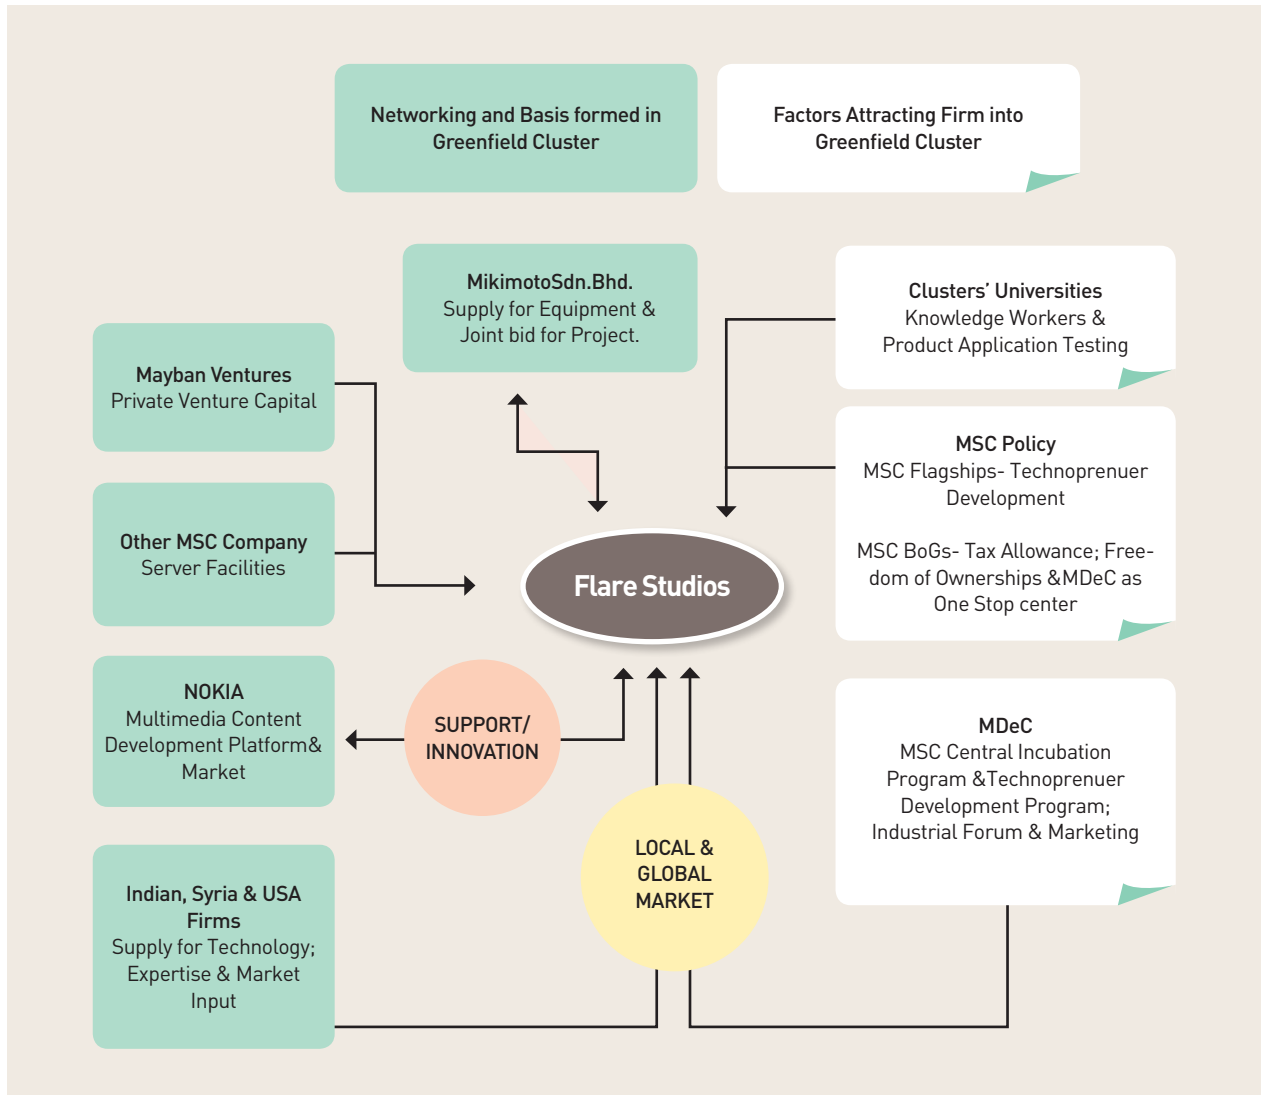 Networking and Basis formed in
Greenfield Cluster
Factors Attracting Firm into
Greenfield Cluster
MikimotoSdn.Bhd.
Supply for Equipment &
Joint bid for Project.
Clusters’ Universities
Knowledge Workers &
Product Application Testing
Mayban Ventures
Private Venture Capital
MSC Policy
MSC Flagships- Technoprenuer
Development
MSC BoGs- Tax Allowance; Free-
dom of Ownerships &MDeC as
One Stop center
Other MSC Company
Server Facilities
Flare Studios
NOKIA
Multimedia Content
Development Platform&
Market
SUPPORT/
INNOVATION
MDeC
MSC Central Incubation
Program &Technoprenuer
Development Program;
Industrial Forum & Marketing
LOCAL &
GLOBAL
MARKET
Indian, Syria & USA
Firms
Supply for Technology;
Expertise & Market
Input